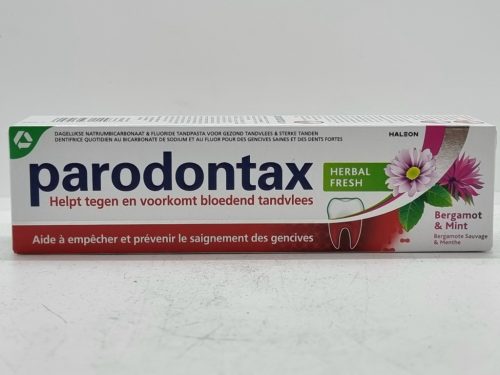 DAGELIJKSE NATRIUMBICARBONAAT & FLUORIDE TANDPASTA VOOR GEZOND TANDVLEES & STERKE TANDEN
DENTIFRICE QUOTIDIEN AU BICARBONATE DE SODIUM ET AU FLUOR POUR DES GENCIVES SAINES ET DES DENTS FORTES
HALEON
parodontax
HERBAL
FRESH
Helpt tegen en voorkomt bloedend tandvlees
Bergamot
& Mint
Bergamote Sauvage
& Menthe
Aide à empêcher et prévenir le saignement des gencives